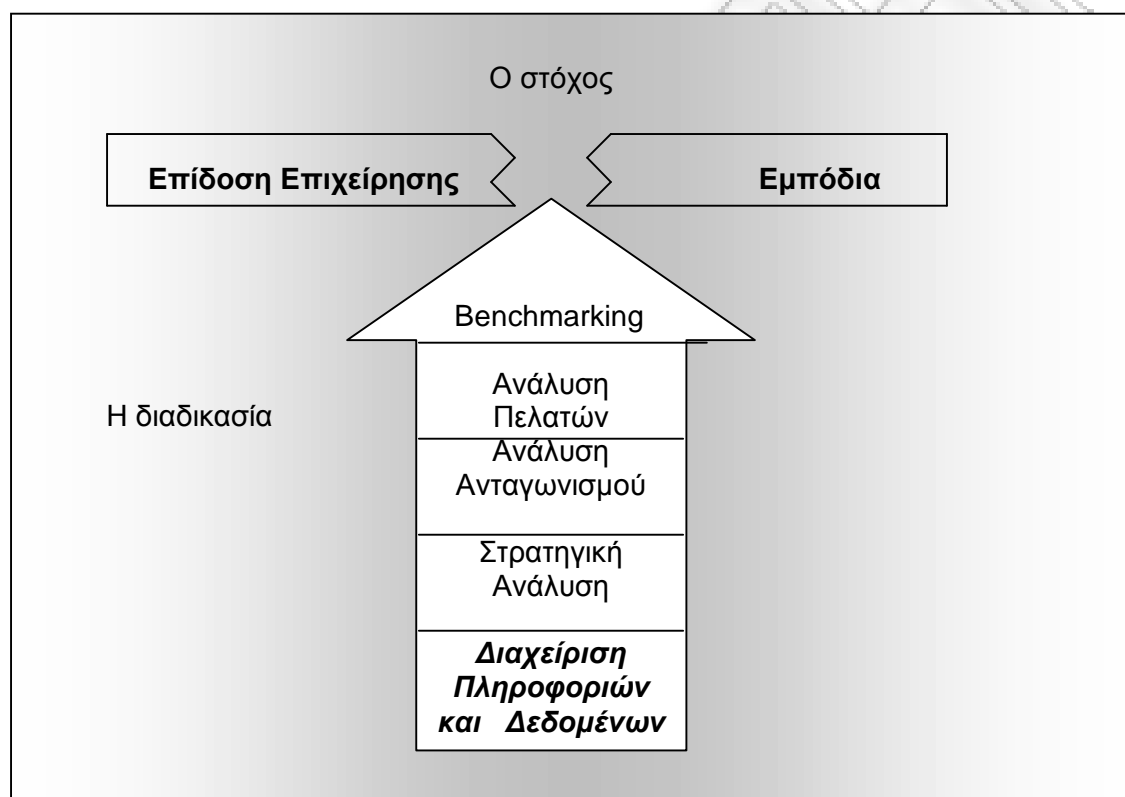 Ο στόχος
Επίδοση Επιχείρησης
Εμπόδια
Benchmarking
Η διαδικασία
Ανάλυση
Πελατών
Ανάλυση
Ανταγωνισμού
Στρατηγική
Ανάλυση
Διαχείριση
Πληροφοριών
και Δεδομένων